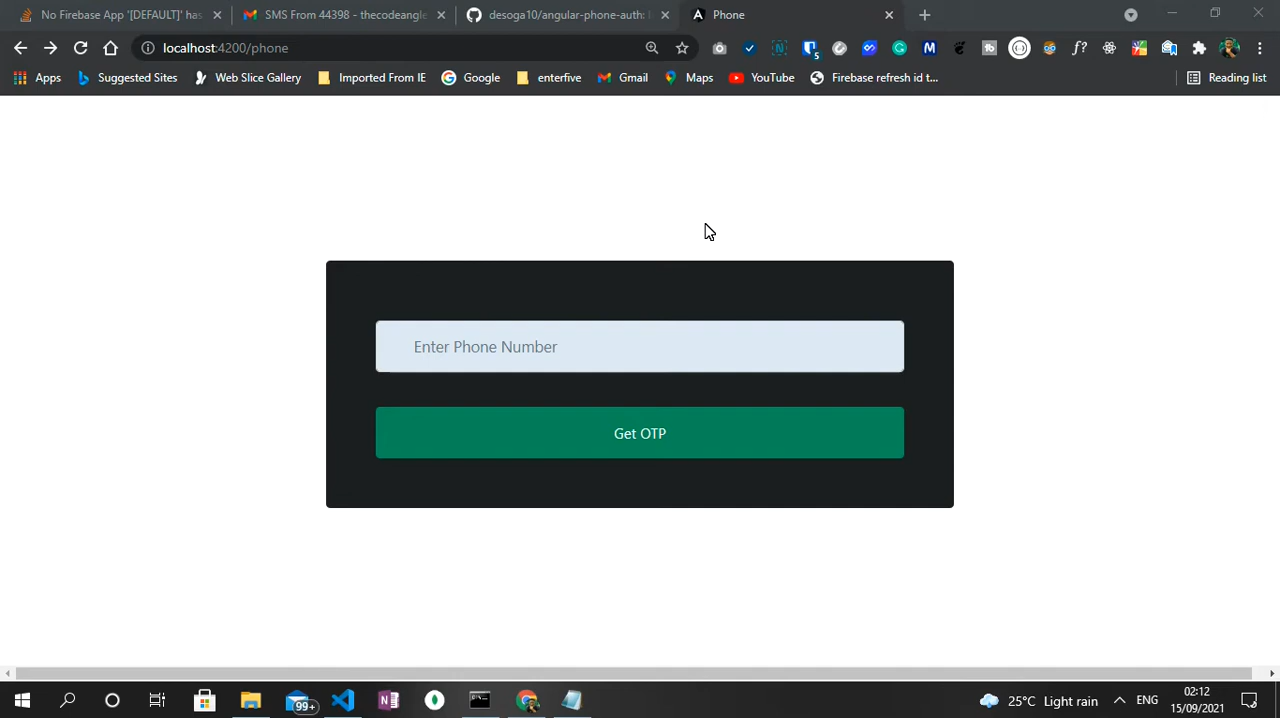 No Firebase App '[DEFAULT]' has
SMS From 44398 - thecodeangle
desoga10/angular-phone-auth:
Phone
localhost:4200/phone
5
Apps
Suggested Sites
Web Slice Gallery
Imported From IE
Google
enterfive
Gmail
Maps
YouTube
Firebase refresh id t...
Reading list
Enter Phone Number
Get OTP
99+
25°C Light rain
ENG
02:12
15/09/2021